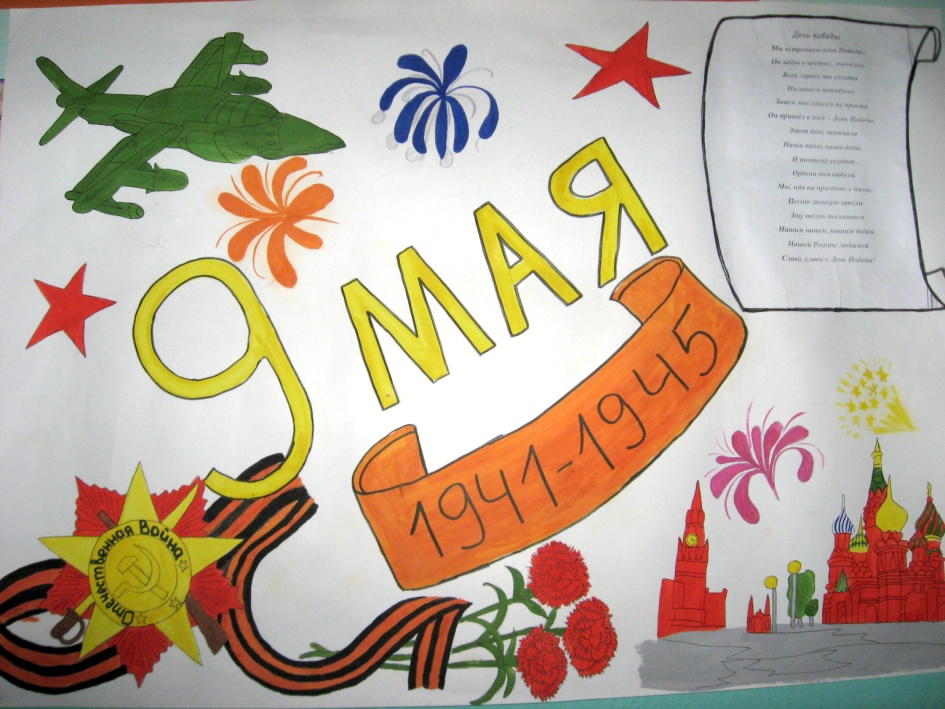 День победы.
Мы встречаем день Победы,
Он идёт в цветах, знамёнах.
Всех героев мы сегодня
Называем поимённо.
Знаем мы: совсем не просто
Он пришёл к нам – День Победы.
Этот день завоевали
Наши папы, наши деды.
И поэтому сегодня
Ордена они надели.
Мы, идя на праздник с ними,
Песню звонкую запели.
Эту песню посвящаем
Нашим папам, нашим дедам.
Нашей Родине любимой
Слава, слава в День Победы!
9 МАЯ
1941-1945
Отечественная Война